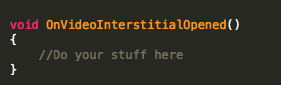 void OnVideoInterstitialOpened()
{
    //Do your stuff here
}